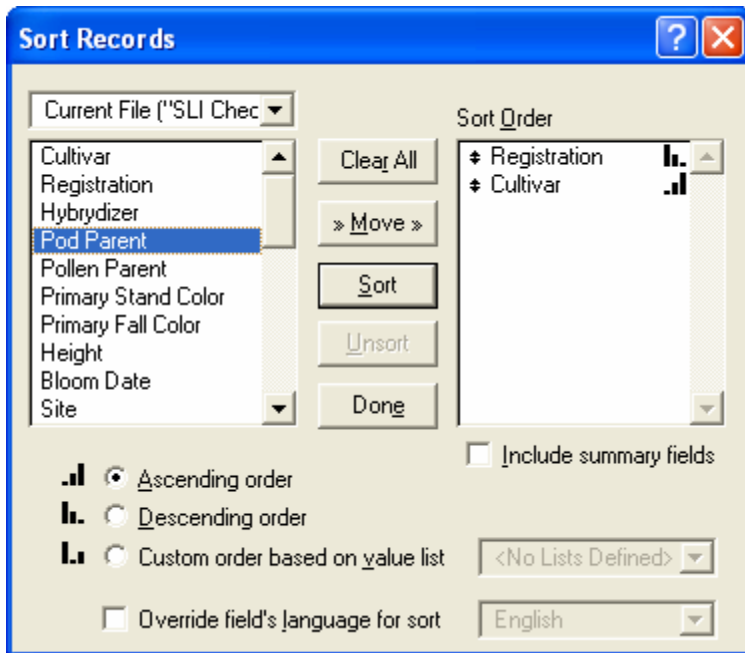 Sort Records
Current File ("SLI Chec
Sort Order
Cultivar
Registration
Hybrydizer
Pod Parent
Pollen Parent
Primary Stand Color
Primary Fall Color
Height
Bloom Date
Site
Clear All
» Move »
Sort
Unsort
Done
Registration
Cultivar
Include summary fields
Ascending order
Descending order
Custom order based on value list
<No Lists Defined>
Override field's language for sort
English